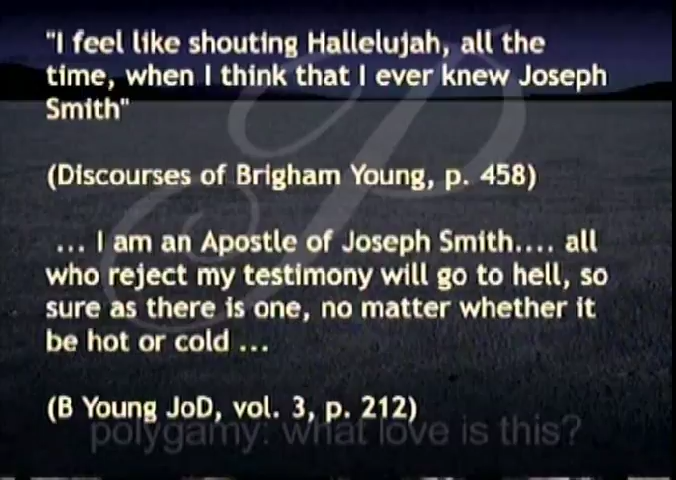 "I feel like shouting Hallelujah, all the
time, when I think that I ever knew Joseph
Smith"
(Discourses of Brigham Young, p. 458)
... I am an Apostle of Joseph Smith.... all
who reject my testimony will go to hell, so
sure as there is one, no matter whether it
be hot or cold ...
(B Young JoD, vol. 3, p. 212)
polygamy: what love is this?
P